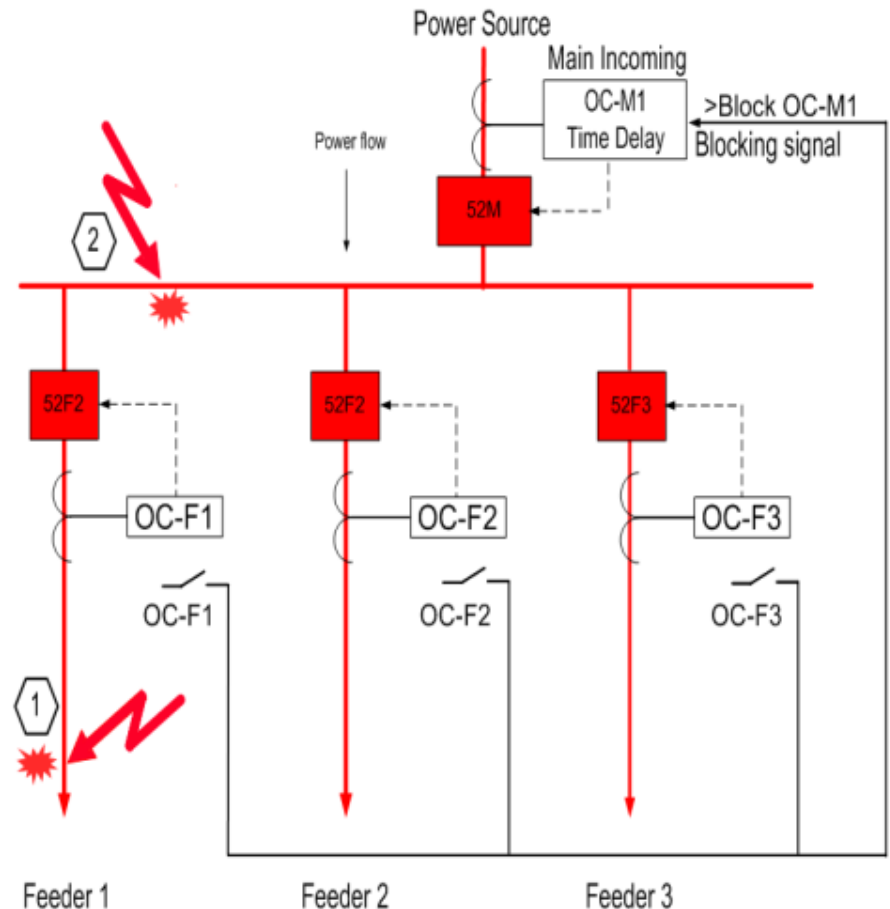 Power Source
Main Incoming
OC-M1
Time Delay
>Block OC-M1
Blocking signal
Power flow
52M
2
52F2
52F2
52F3
OC-F1
OC-F2
OC-F3
OC-F1
OC-F2
OC-F3
1
Feeder 1
Feeder 2
Feeder 3